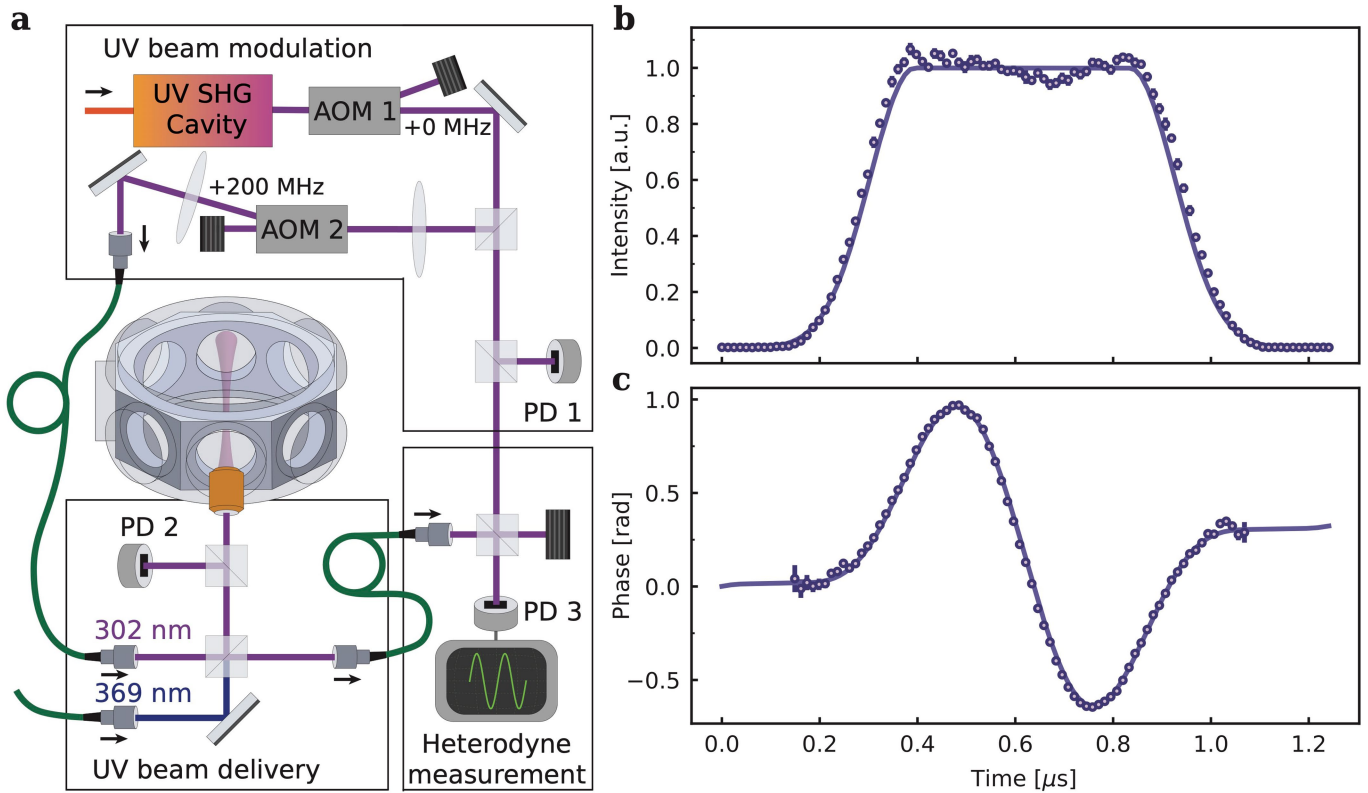 a
UV beam modulation
UV SHG
Cavity
AOM 1
+0 MHz
+200 MHz
AOM 2
PD 1
PD 2
302 nm
369 nm
UV beam delivery
PD 3
Heterodyne
measurement
b
Intensity [a.u.]
1.0
0.8
0.6
0.4
0.2
0.0
c
Phase [rad]
1.0
0.5
0.0
−0.5
0.0 0.2 0.4 0.6 0.8 1.0 1.2
Time [μs]